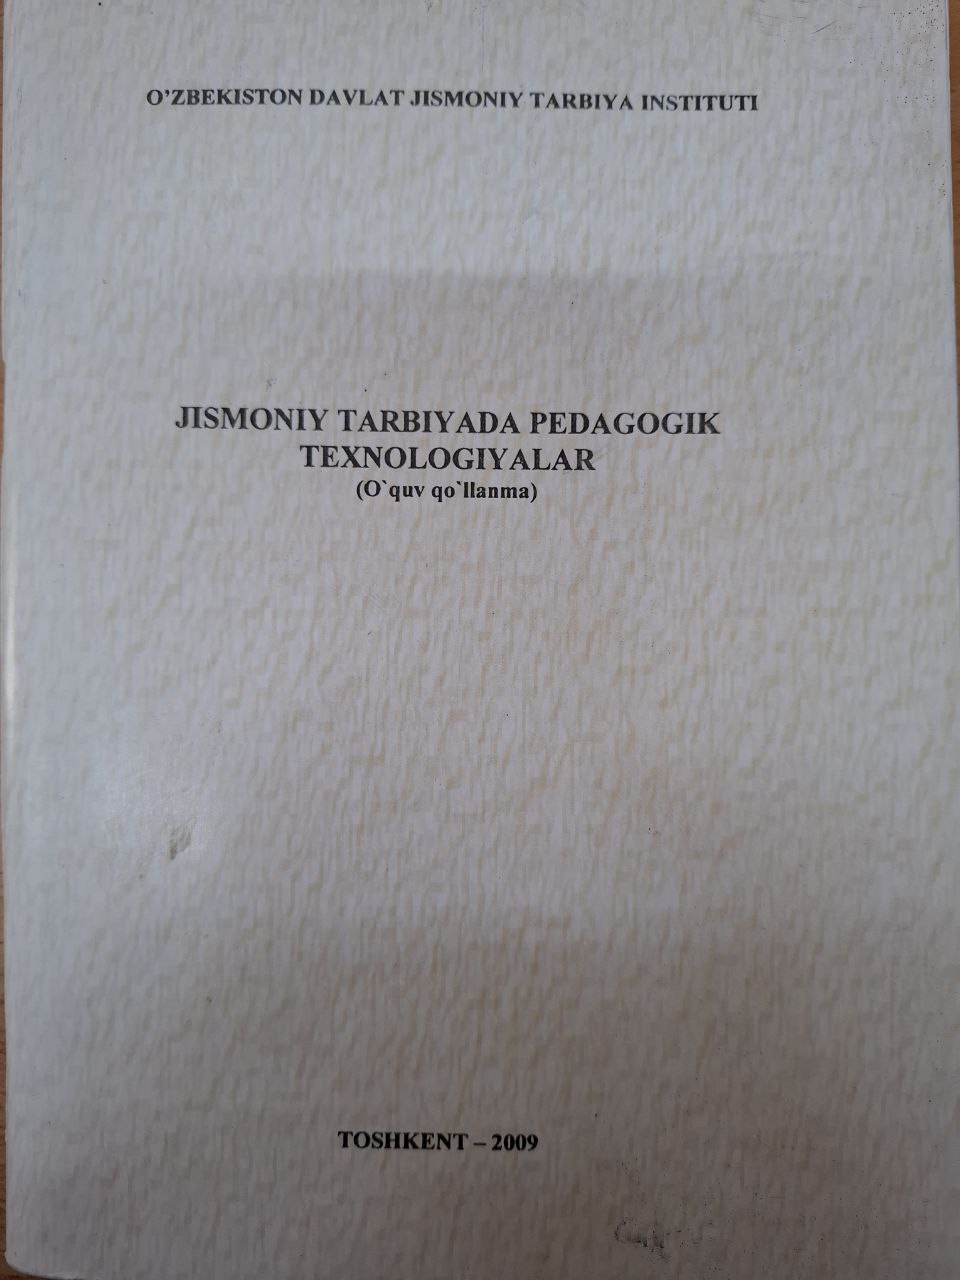 O’ZBEKISTON DAVLAT JISMONIY TARBIYA INSTITUTI
JISMONIY TARBIYADA PEDAGOGIK
TEXNOLOGIYALAR
(O`quv qo`llanma)
TOSHKENT – 2009